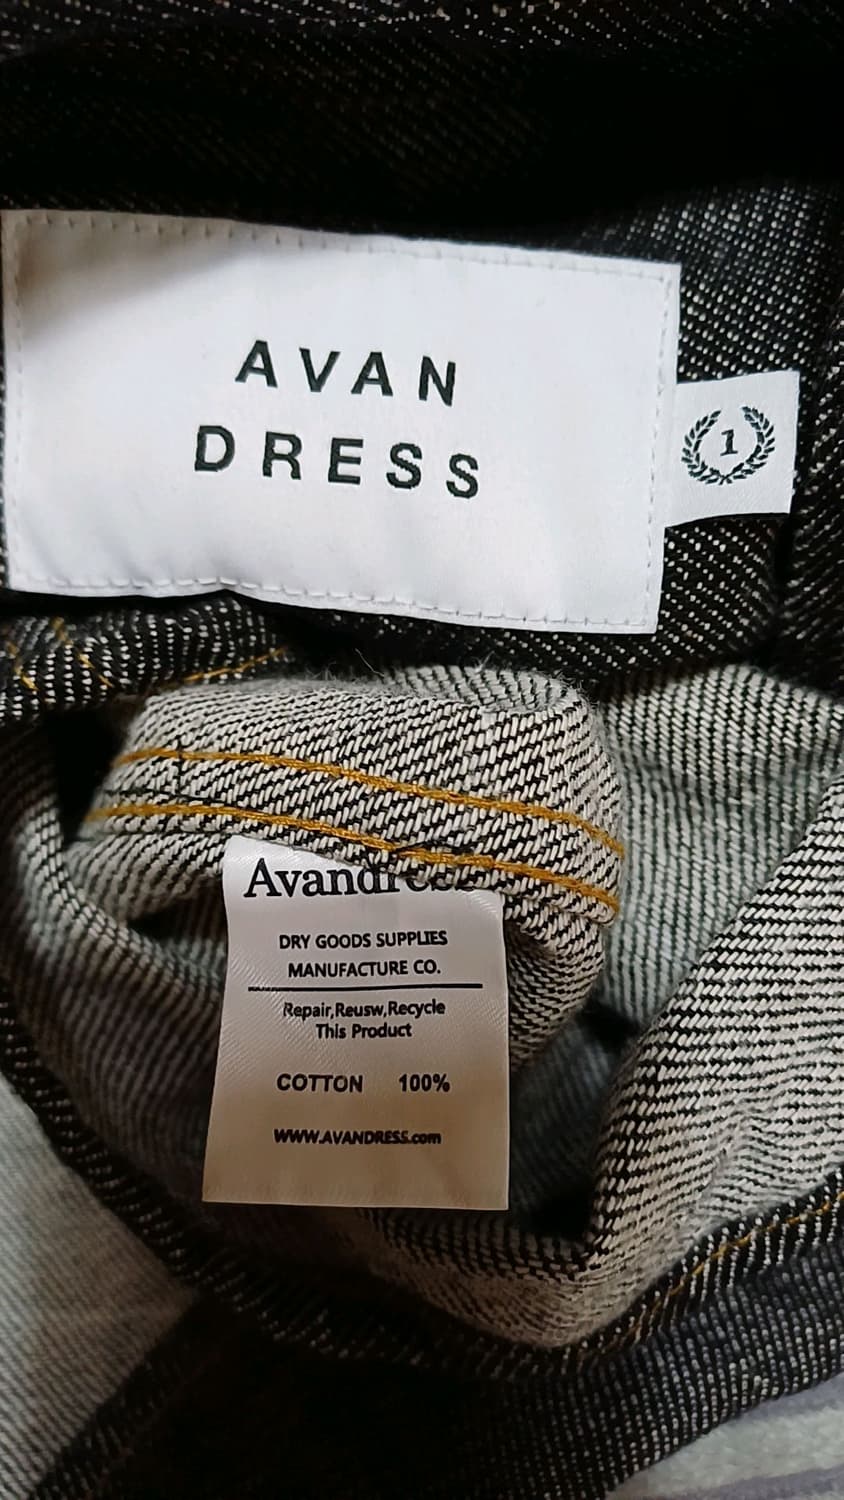 AVAN
DRESS
1
Avandress
DRY GOODS SUPPLIES
MANUFACTURE CO.
Repair,Reusw,Recycle
This Product
COTTON 100%
WWW.AVANDRESS.com